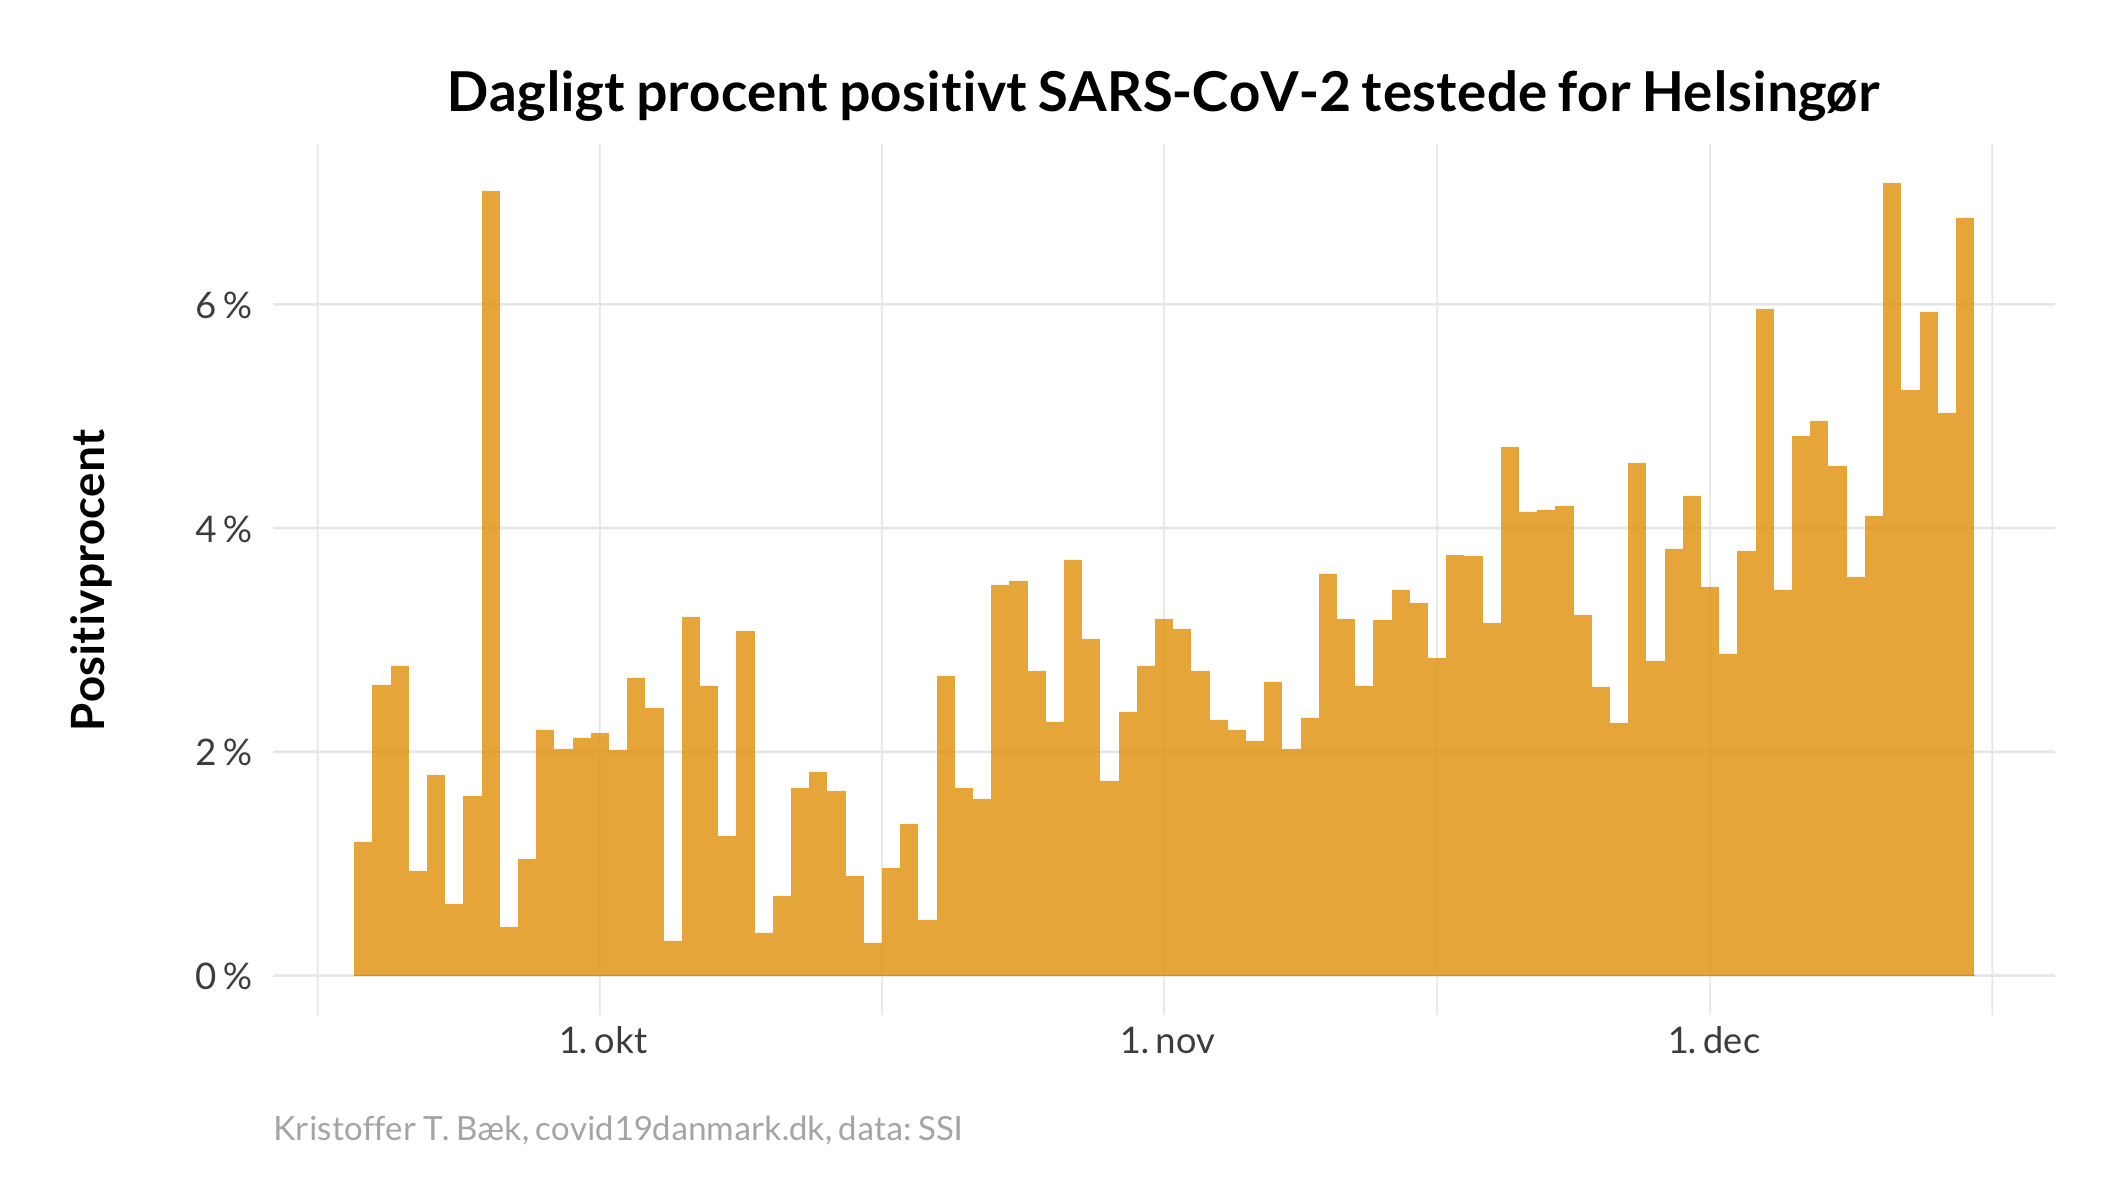 Dagligt procent positivt SARS-CoV-2 testede for Helsingør
Positivprocent
6 %
4 %
2 %
0 %
1. okt
1. nov
1. dec
Kristoffer T. Bæk, covid19danmark.dk, data: SSI